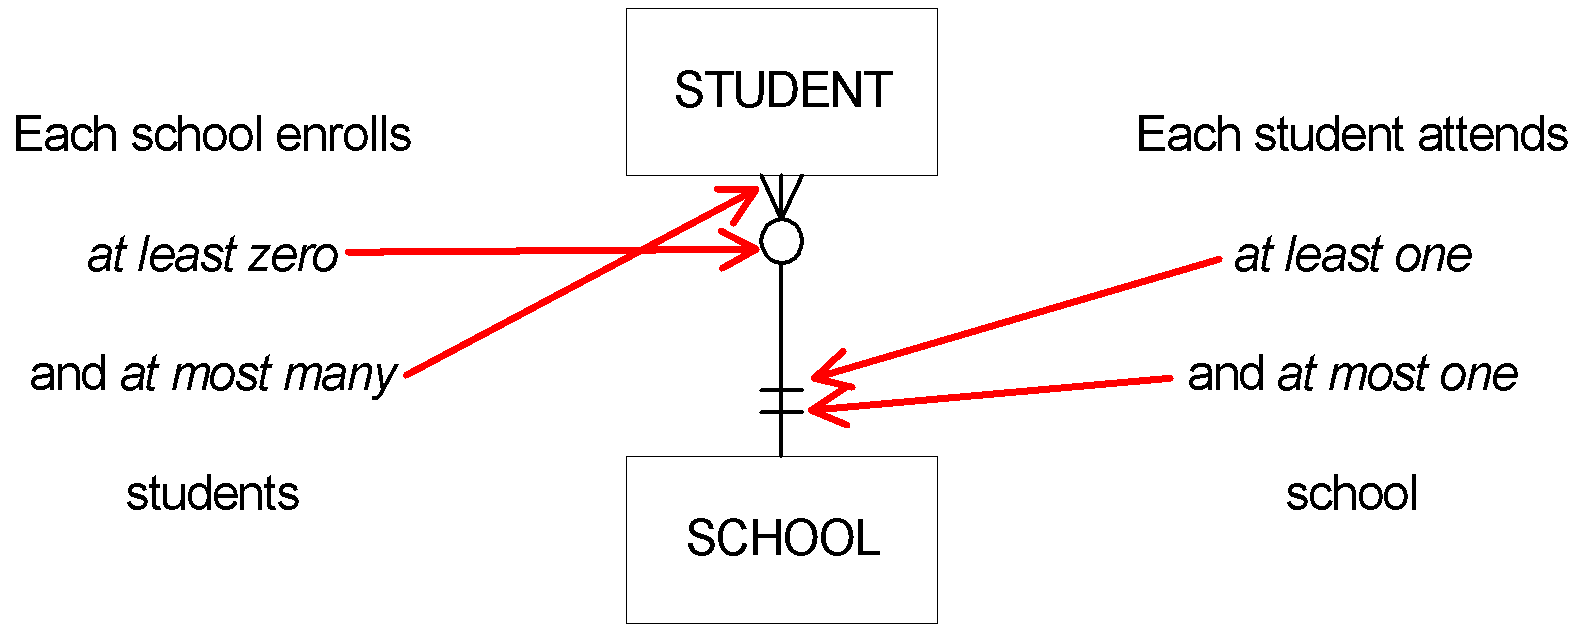 STUDENT
Each school enrolls
at least zero
and at most many
students
Each student attends
at least one
and at most one
school
SCHOOL